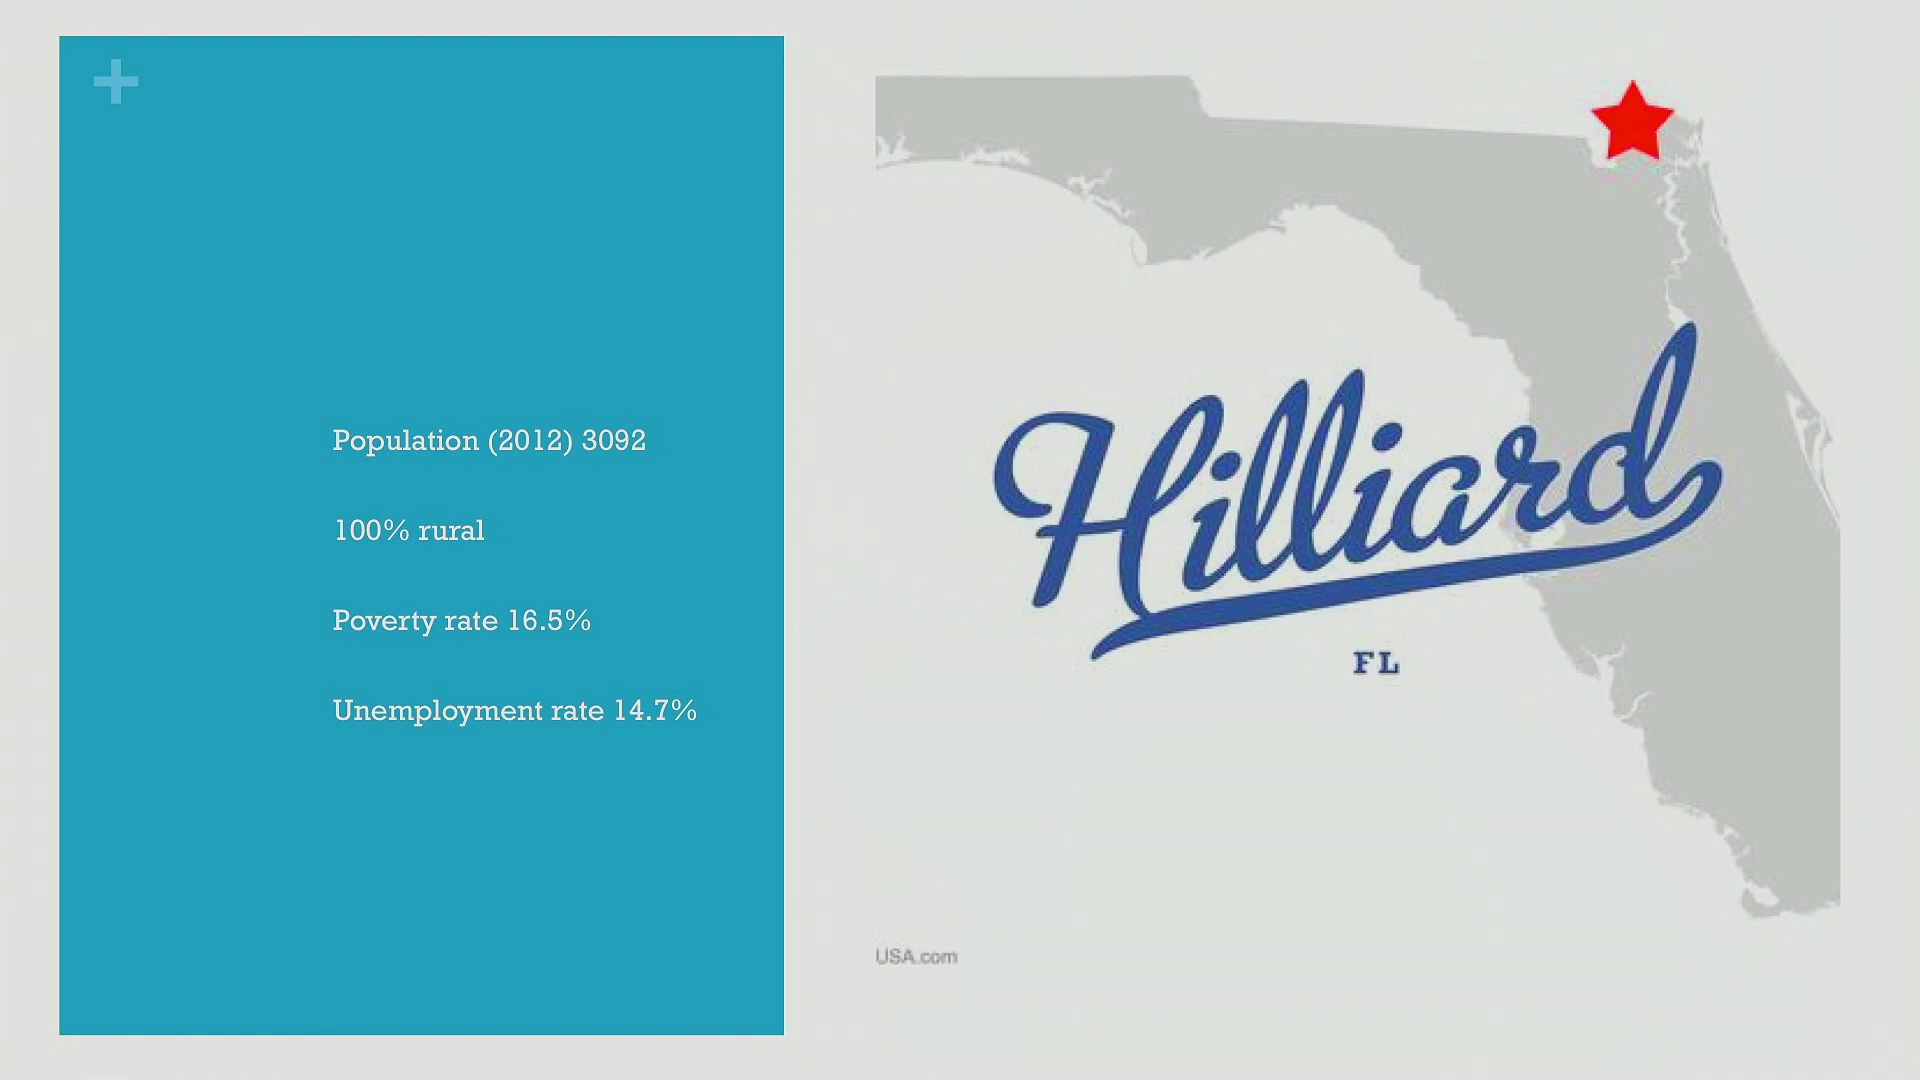 Population (2012) 3092
100% rural
Poverty rate 16.5%
Unemployment rate 14.7%
Hilliard
FL
USA.com